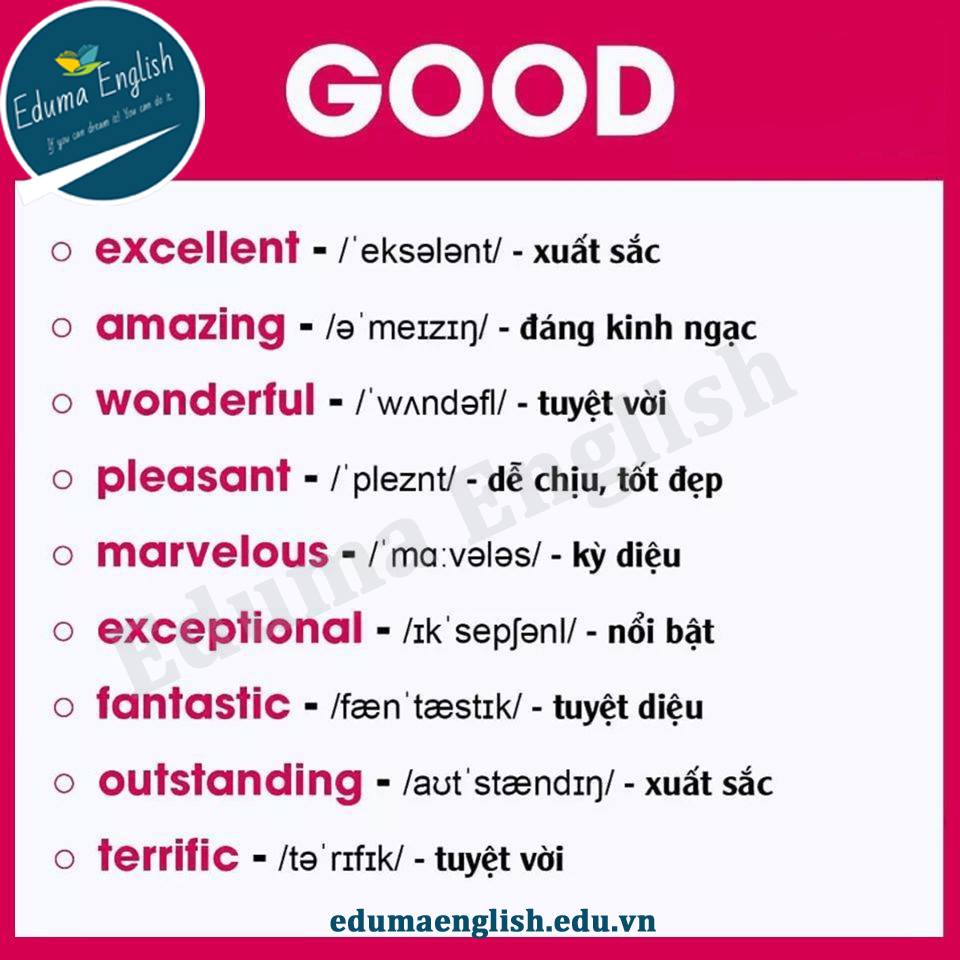 Eduma English
If you can dream it! You can do it.
GOOD
excellent - /ˈeksələnt/ - xuất sắc
amazing - /əˈmeɪzɪŋ/ - đáng kinh ngạc
wonderful - /ˈwʌndəfl/ - tuyệt vời
pleasant - /ˈpleznt/ - dễ chịu, tốt đẹp
marvelous - /ˈmɑːvələs/ - kỳ diệu
exceptional - /ɪkˈsepʃənl/ - nổi bật
fantastic - /fænˈtæstɪk/ - tuyệt diệu
outstanding - /aʊtˈstændɪŋ/ - xuất sắc
terrific - /təˈrɪfɪk/ - tuyệt vời
Eduma English
edumaenglish.edu.vn